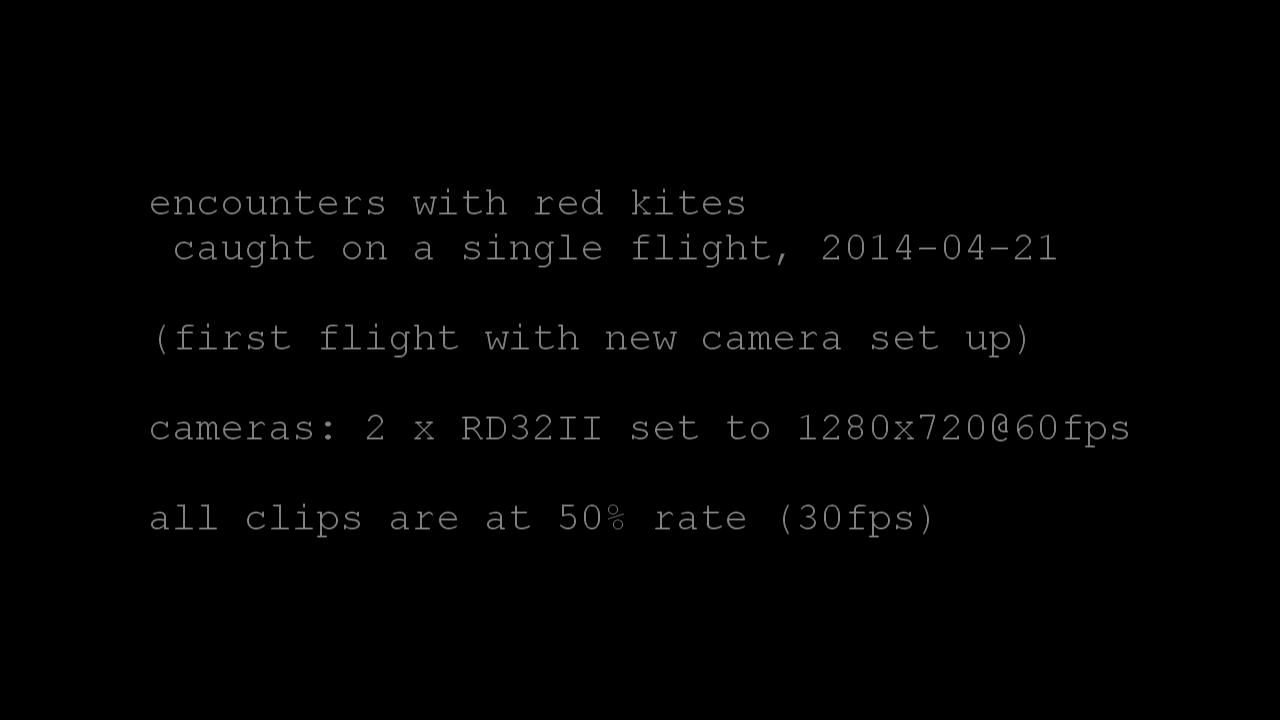 encounters with red kites
caught on a single flight, 2014-04-21
(first flight with new camera set up)
cameras: 2 x RD32II set to 1280x720@60fps
all clips are at 50% rate (30fps)